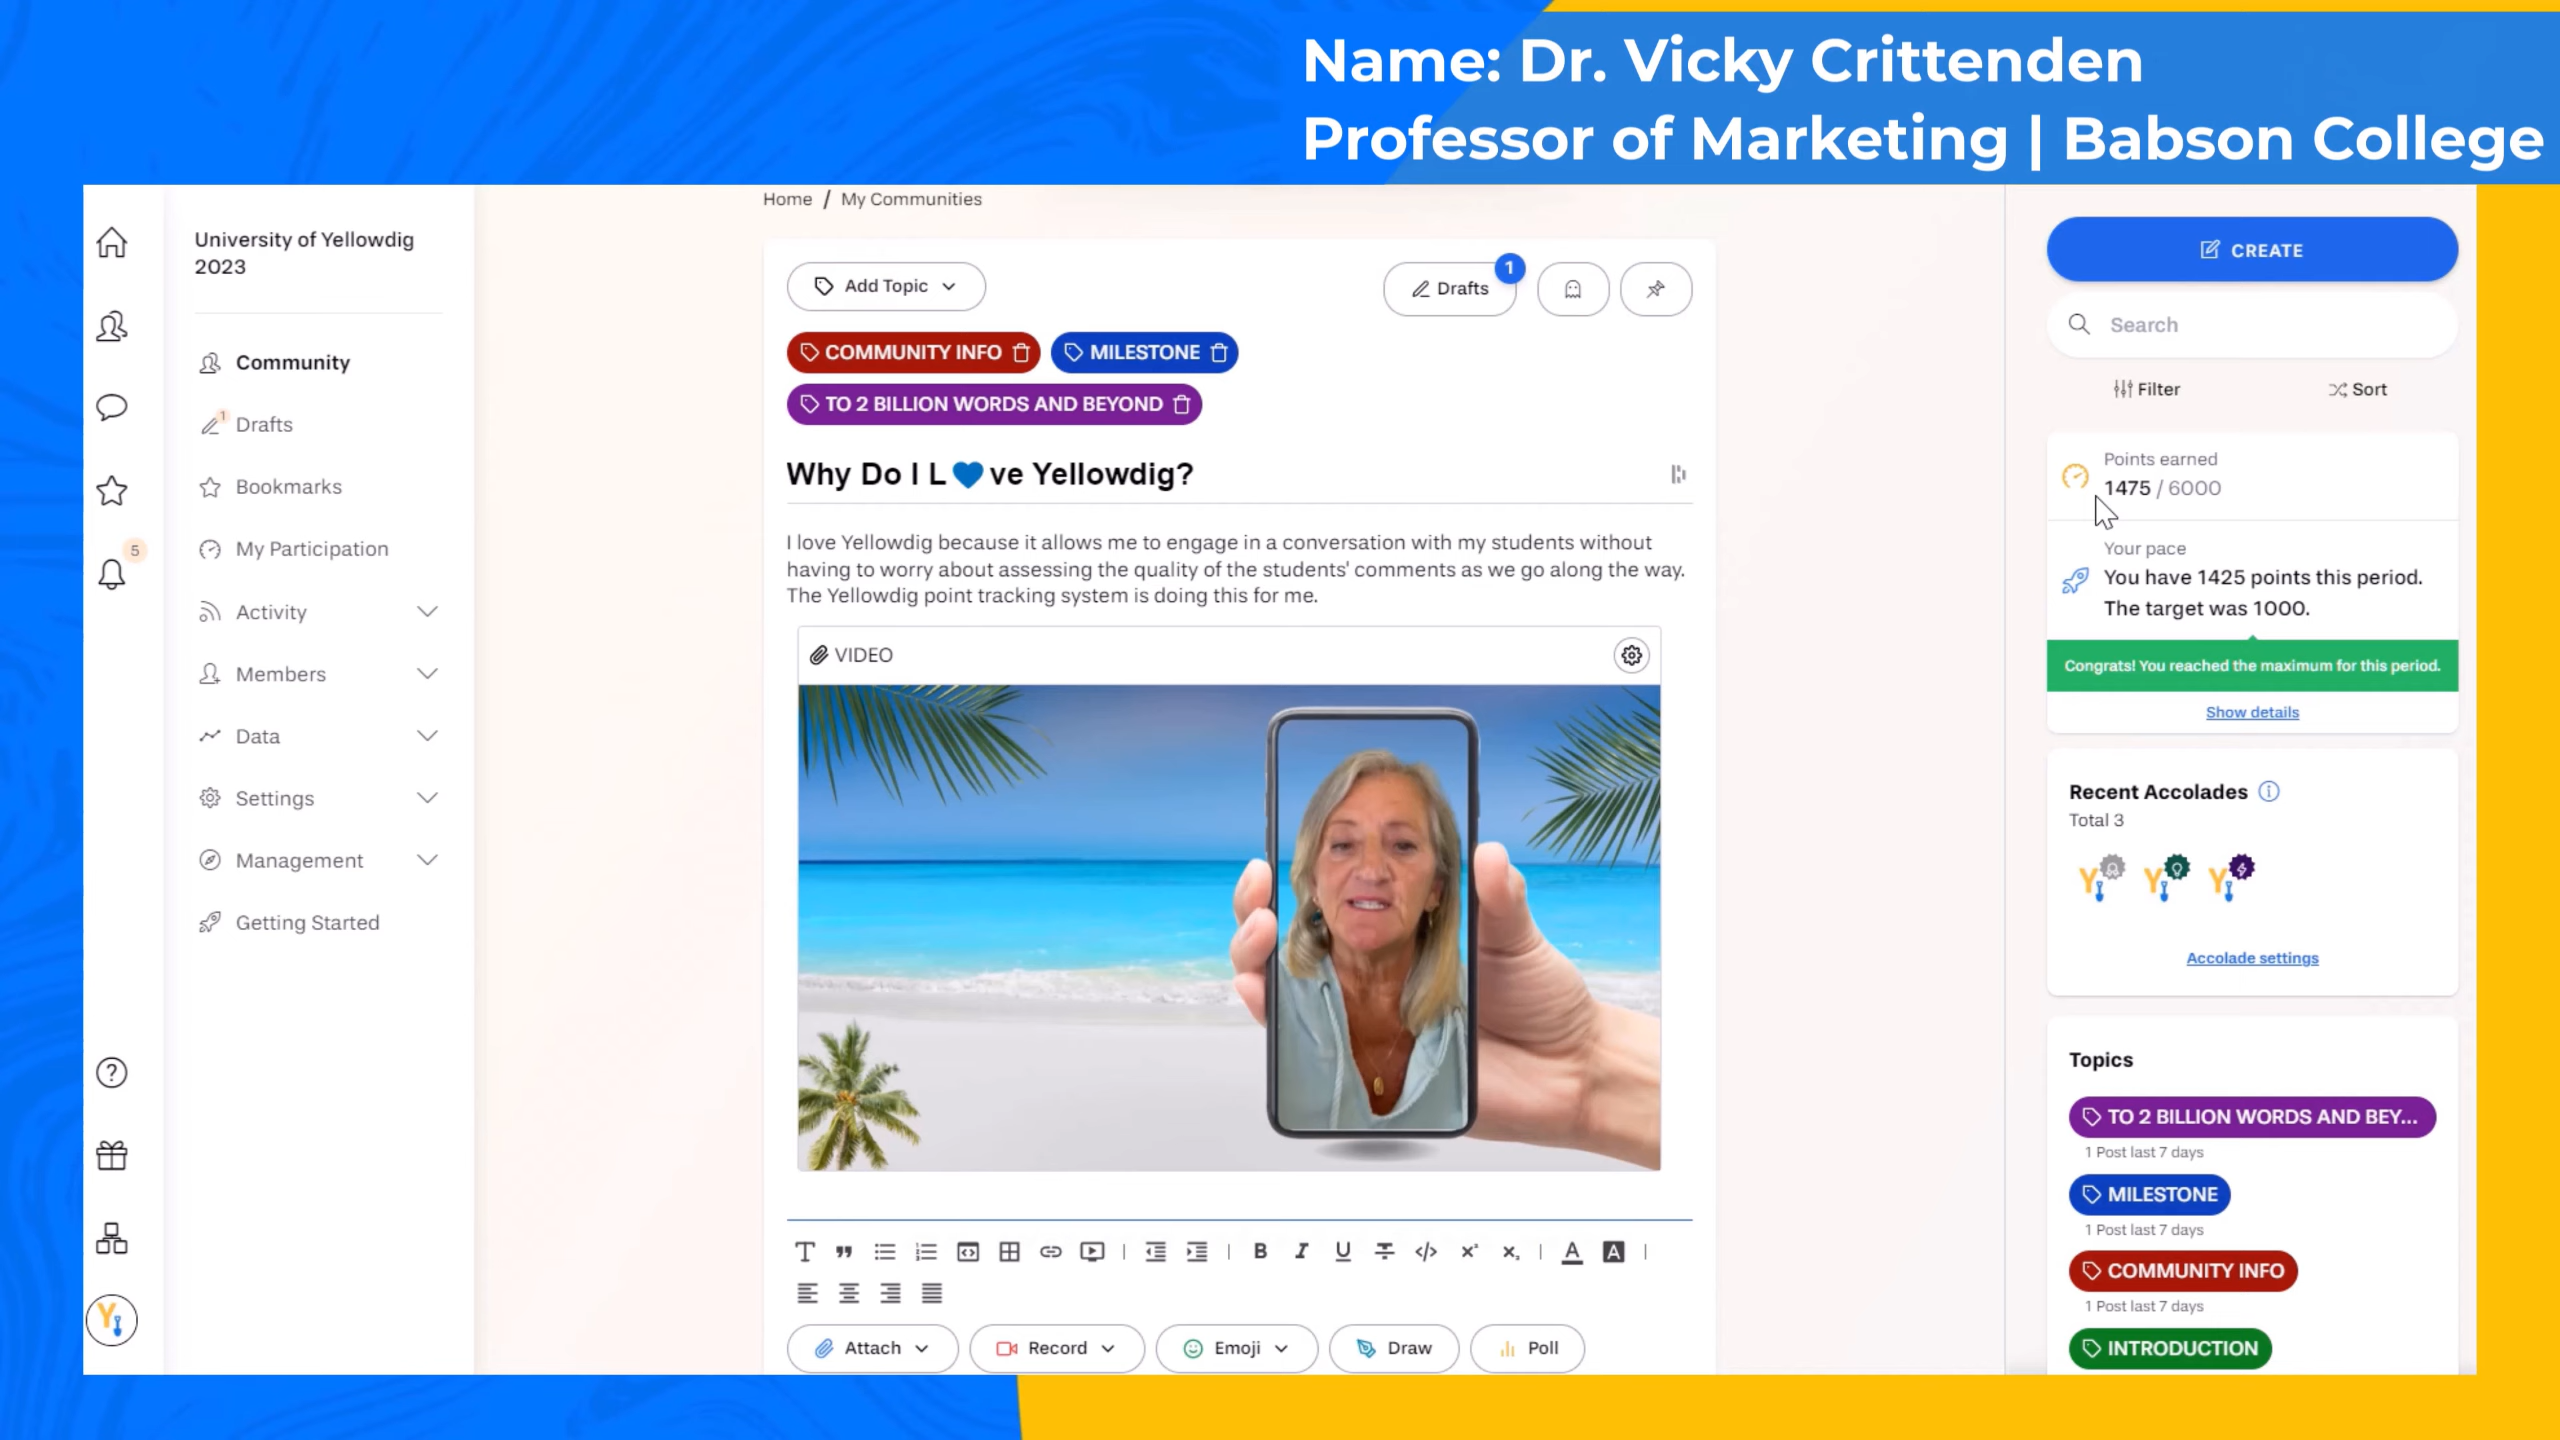 Name: Dr. Vicky Crittenden
Professor of Marketing | Babson College
University of Yellowdig
2023
Community
1
Drafts
Bookmarks
My Participation
5
Activity
Members
Data
Settings
Management
Getting Started
Home / My Communities
Add Topic
Drafts
1
COMMUNITY INFO
MILESTONE
TO 2 BILLION WORDS AND BEYOND
Why Do I L💙ve Yellowdig?
I love Yellowdig because it allows me to engage in a conversation with my students without
having to worry about assessing the quality of the students' comments as we go along the way.
The Yellowdig point tracking system is doing this for me.
VIDEO
Attach
Record
Emoji
Draw
Poll
CREATE
Search
Filter
Sort
Points earned
1475 / 6000
Your pace
You have 1425 points this period.
The target was 1000.
Congrats! You reached the maximum for this period.
Show details
Recent Accolades
Total 3
Accolade settings
Topics
TO 2 BILLION WORDS AND BEY...
1 Post last 7 days
MILESTONE
1 Post last 7 days
COMMUNITY INFO
1 Post last 7 days
INTRODUCTION